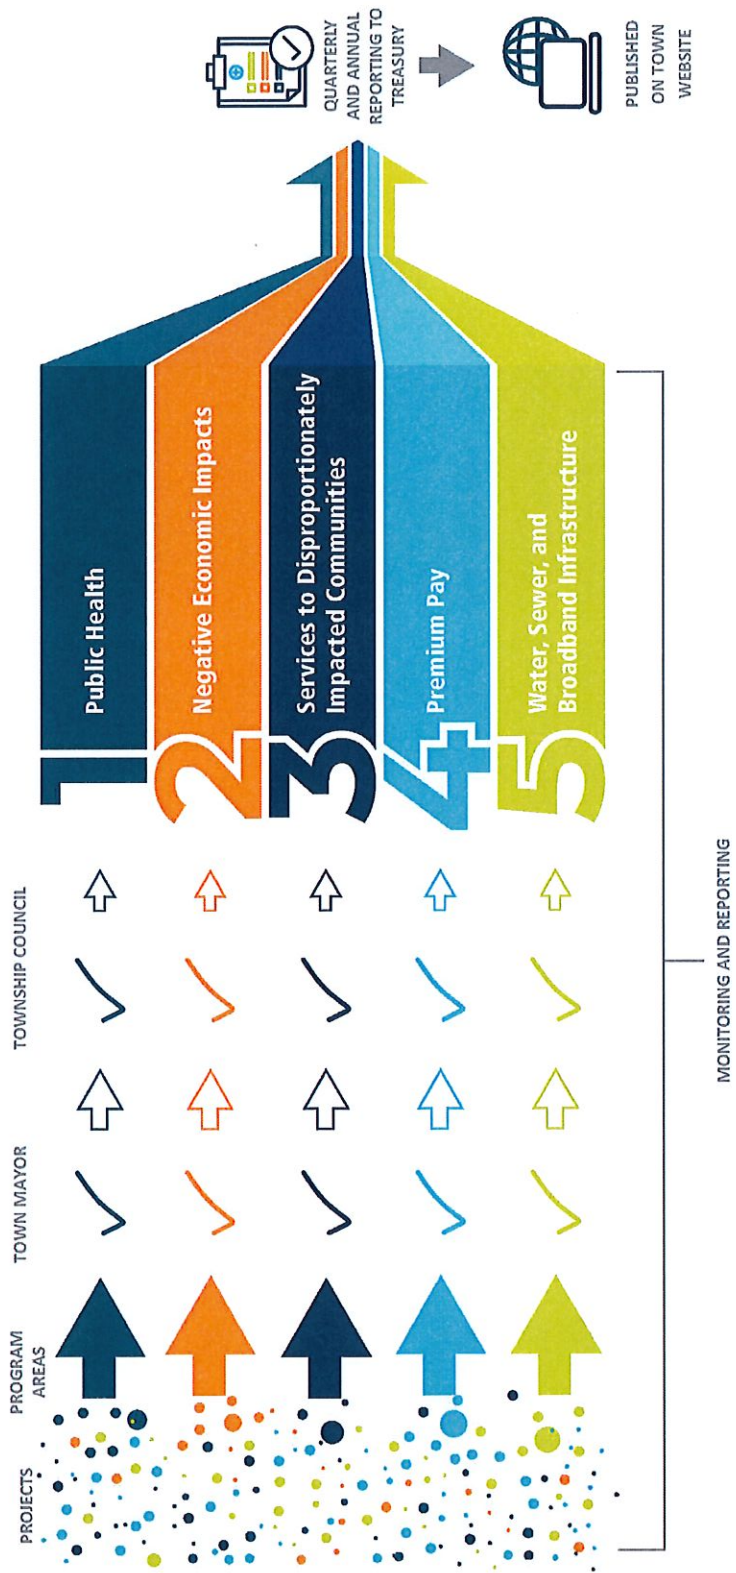 PROJECTS
PROGRAM
AREAS
TOWN MAYOR
TOWNSHIP COUNCIL
1
Public Health
2
Negative Economic Impacts
3
Services to Disproportionately
Impacted Communities
4
Premium Pay
5
Water, Sewer, and
Broadband Infrastructure
QUARTERLY
AND ANNUAL
REPORTING TO
TREASURY
PUBLISHED
ON TOWN
WEBSITE
MONITORING AND REPORTING